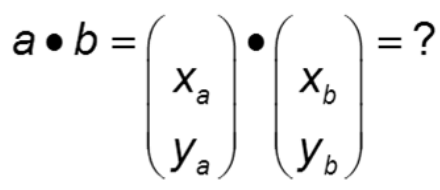 a • b = (x_a y_a) • (x_b y_b) = ?